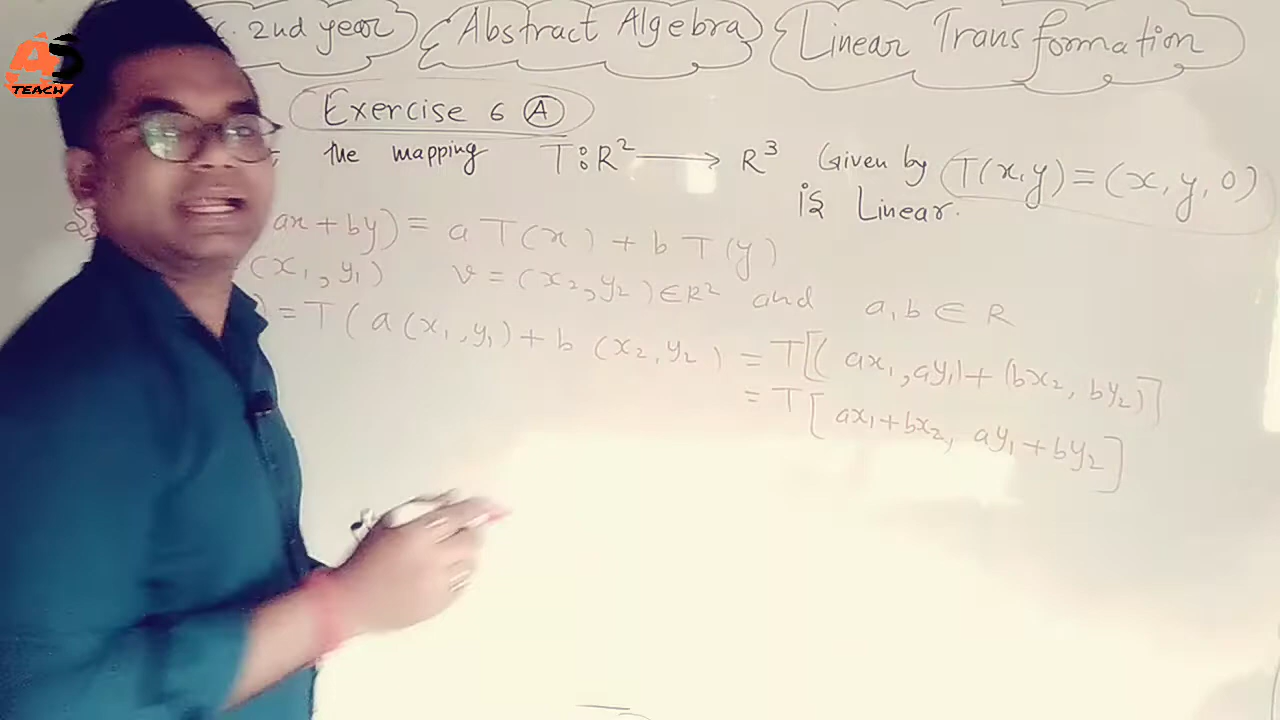 AS
TEACH
2nd year Abstract Algebra Linear Transformation
Exercise 6 A
the mapping T:R² → R³ Given by T(x,y)=(x,y,0)
is Linear.
ax+by) = a T(x) + b T(y)
(x₁,y₁) v=(x₂,y₂)∈R² and a,b ∈ R
) = T(a(x₁,y₁)+b (x₂,y₂) = T[(ax₁,ay₁)+(bx₂,by₂)]
= T[ax₁+bx₂, ay₁+by₂]